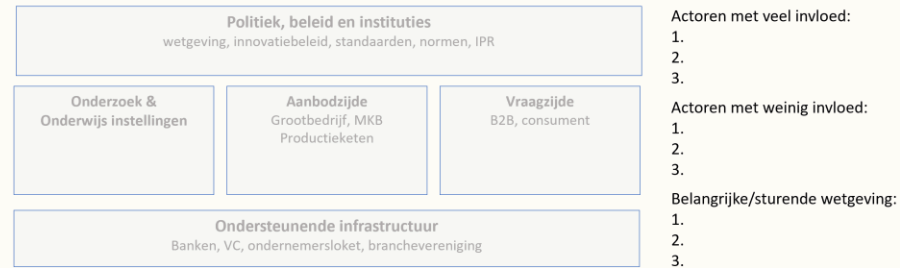 Politiek, beleid en instituties
wetgeving, innovatiebeleid, standaarden, normen, IPR
Onderzoek &
Onderwijs instellingen
Aanbodzijde
Grootbedrijf, MKB
Productieketen
Vraagzijde
B2B, consument
Ondersteunende infrastructuur
Banken, VC, ondernemersloket, branchevereniging
Actoren met veel invloed:
1.
2.
3.
Actoren met weinig invloed:
1.
2.
3.
Belangrijke/sturende wetgeving:
1.
2.
3.